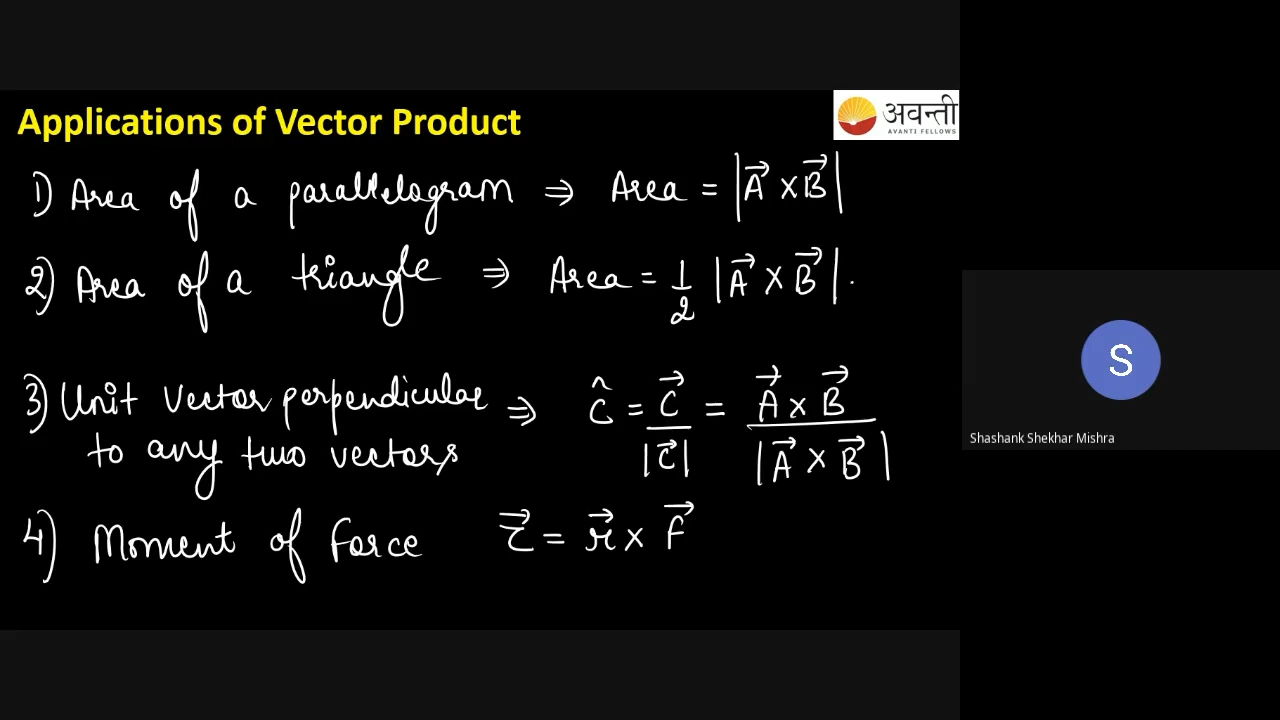 Applications of Vector Product
अवन्ती
AVANTI FELLOWS
1) Area of a parallelogram ⇒ Area = |A⃗ × B⃗|
2) Area of a triangle ⇒ Area = 1/2 |A⃗ × B⃗|.
3) Unit vector perpendicular ⇒ ĉ = C⃗/|C⃗| = A⃗ × B⃗/|A⃗ × B⃗|
to any two vectors
4) Moment of Force τ⃗ = r⃗ × F⃗
S
Shashank Shekhar Mishra